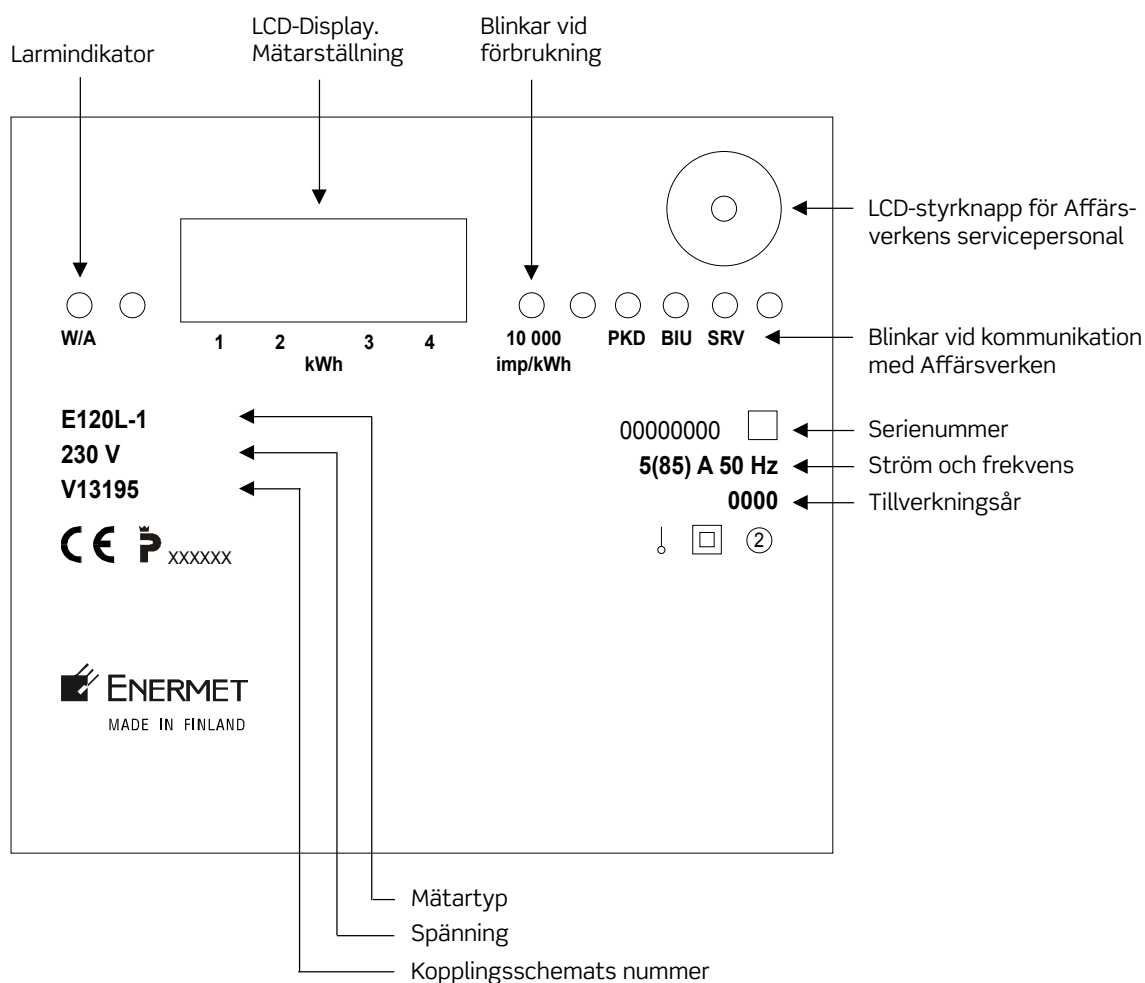 Larmindikator
LCD-Display.
Mätarställning
Blinkar vid
förbrukning
LCD-styrknapp för Affärs-
verkens servicepersonal
W/A
1 2 3 4
kWh
10 000
imp/kWh
PKD BIU SRV
Blinkar vid kommunikation
med Affärsverken
E120L-1
230 V
V13195
CE P xxxxxx
00000000
Serienummer
5(85) A 50 Hz
Ström och frekvens
0000
Tillverkningsår
2
ENERMET
MADE IN FINLAND
Mätartyp
Spänning
Kopplingsschemats nummer